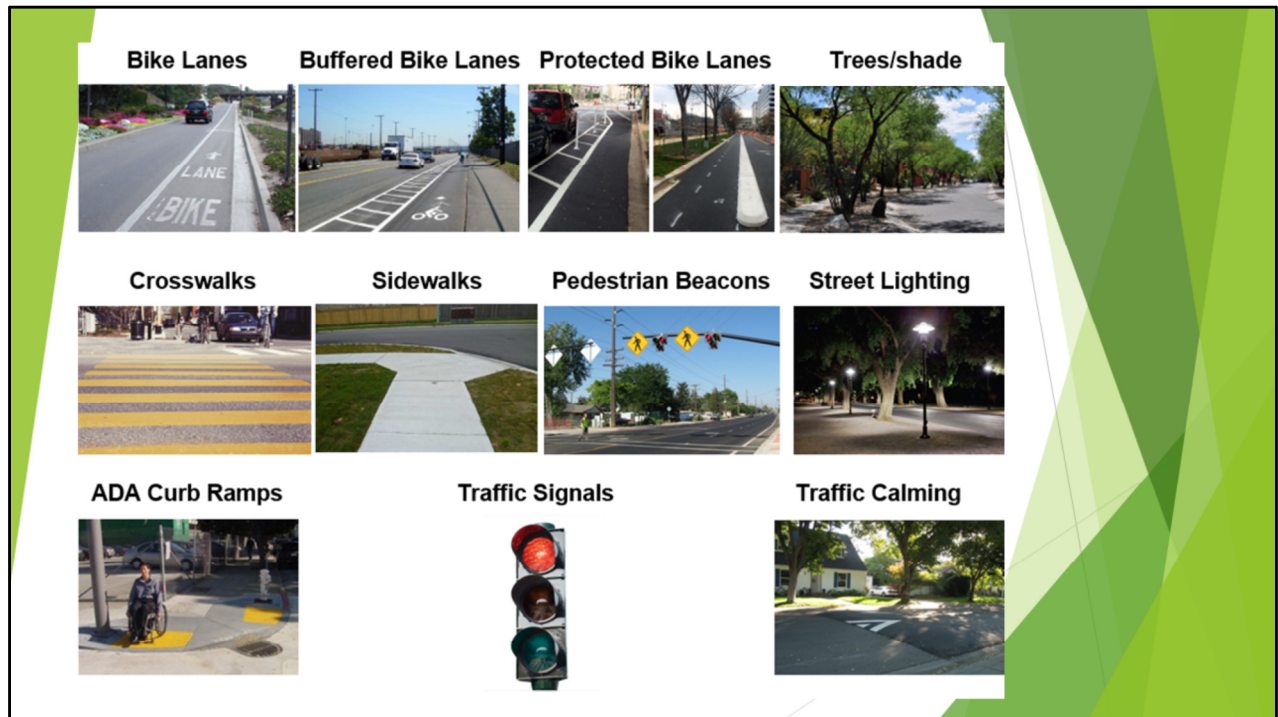 Bike Lanes
Buffered Bike Lanes
Protected Bike Lanes
Trees/shade
LANE
BIKE
Crosswalks
Sidewalks
Pedestrian Beacons
Street Lighting
ADA Curb Ramps
Traffic Signals
Traffic Calming